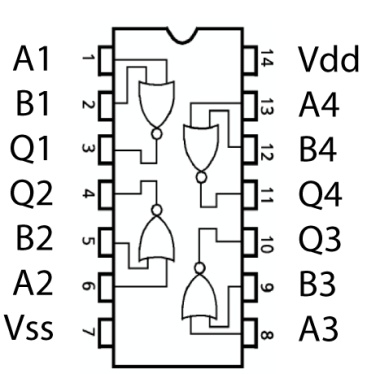 A1 1 14 Vdd
B1 2 13 A4
Q1 3 12 B4
Q2 4 11 Q4
B2 5 10 Q3
A2 6 9 B3
Vss 7 8 A3